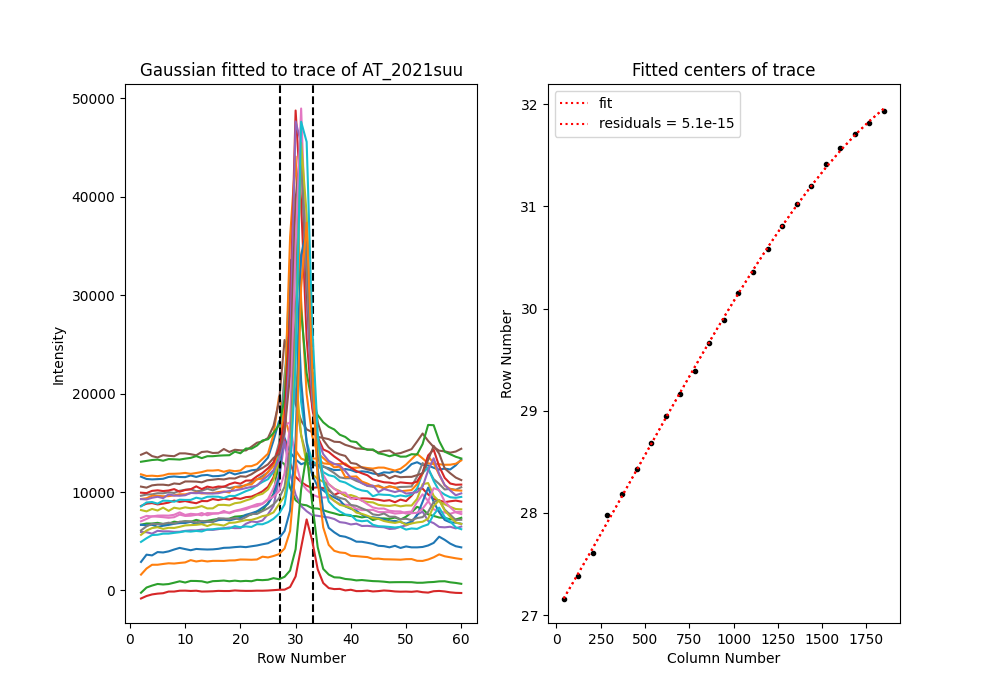 Gaussian fitted to trace of AT_2021suu
50000
40000
30000
20000
10000
0
Intensity
0 10 20 30 40 50 60
Row Number
Fitted centers of trace
fit
residuals = 5.1e-15
32
31
30
29
28
27
Row Number
0 250 500 750 1000 1250 1500 1750
Column Number